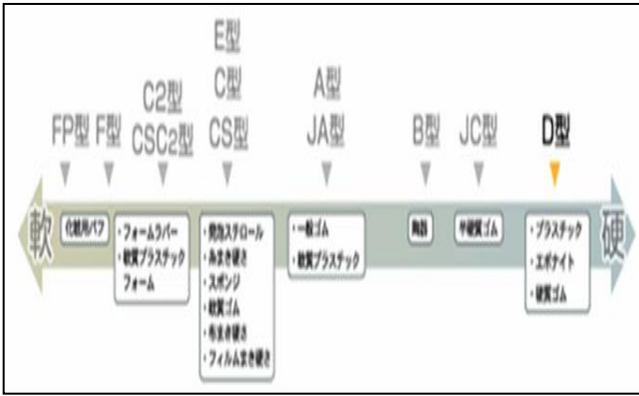 E型
C型
CS型
A型
JA型
C2型
CSC2型
FP型 F型
B型
JC型
D型
軟
化粧用パフ
・フォームラバー
・軟質プラスチック
フォーム
・発泡スチロール
・糸まき硬さ
・スポンジ
・軟質ゴム
・布まき硬さ
・フィルムまき硬さ
・一般ゴム
・軟質プラスチック
半硬質ゴム
・プラスチック
・エボナイト
・硬質ゴム
硬